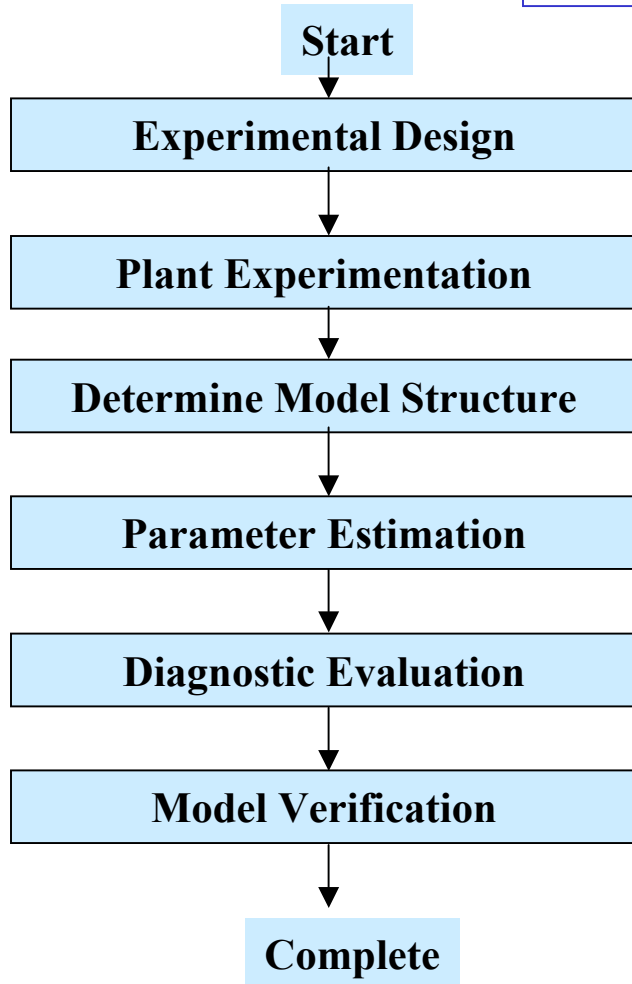 Start
Experimental Design
Plant Experimentation
Determine Model Structure
Parameter Estimation
Diagnostic Evaluation
Model Verification
Complete